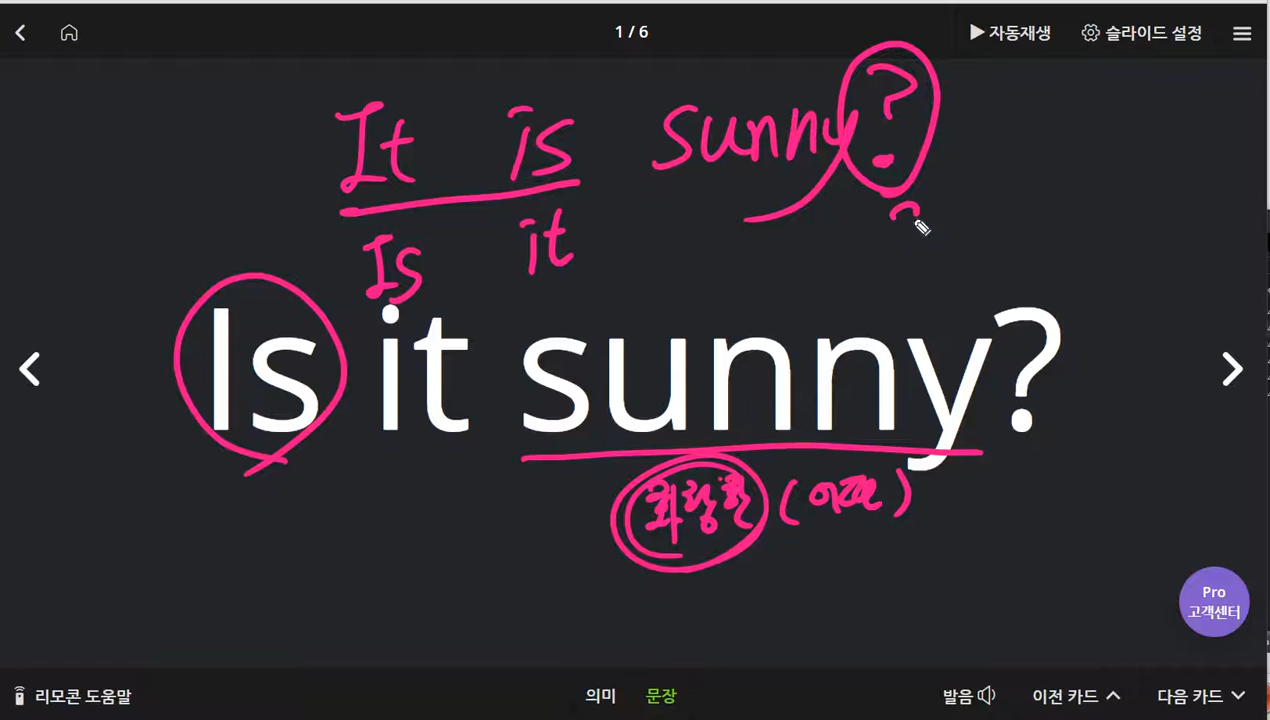 1 / 6 자동재생 슬라이드 설정
It is sunny?
Is it
Is it sunny?
화창한
Pro
고객센터
리모콘 도움말 의미 문장 발음 이전 카드 다음 카드